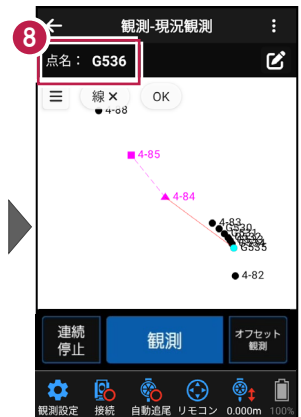 8
観測-現況観測
点名： G536
線 × OK
4-88
4-85
4-84
4-83
G530
G531
G535
4-82
連続
停止
観測
オフセット
観測
観測設定 接続 自動追尾 リモコン 0.000m 100%